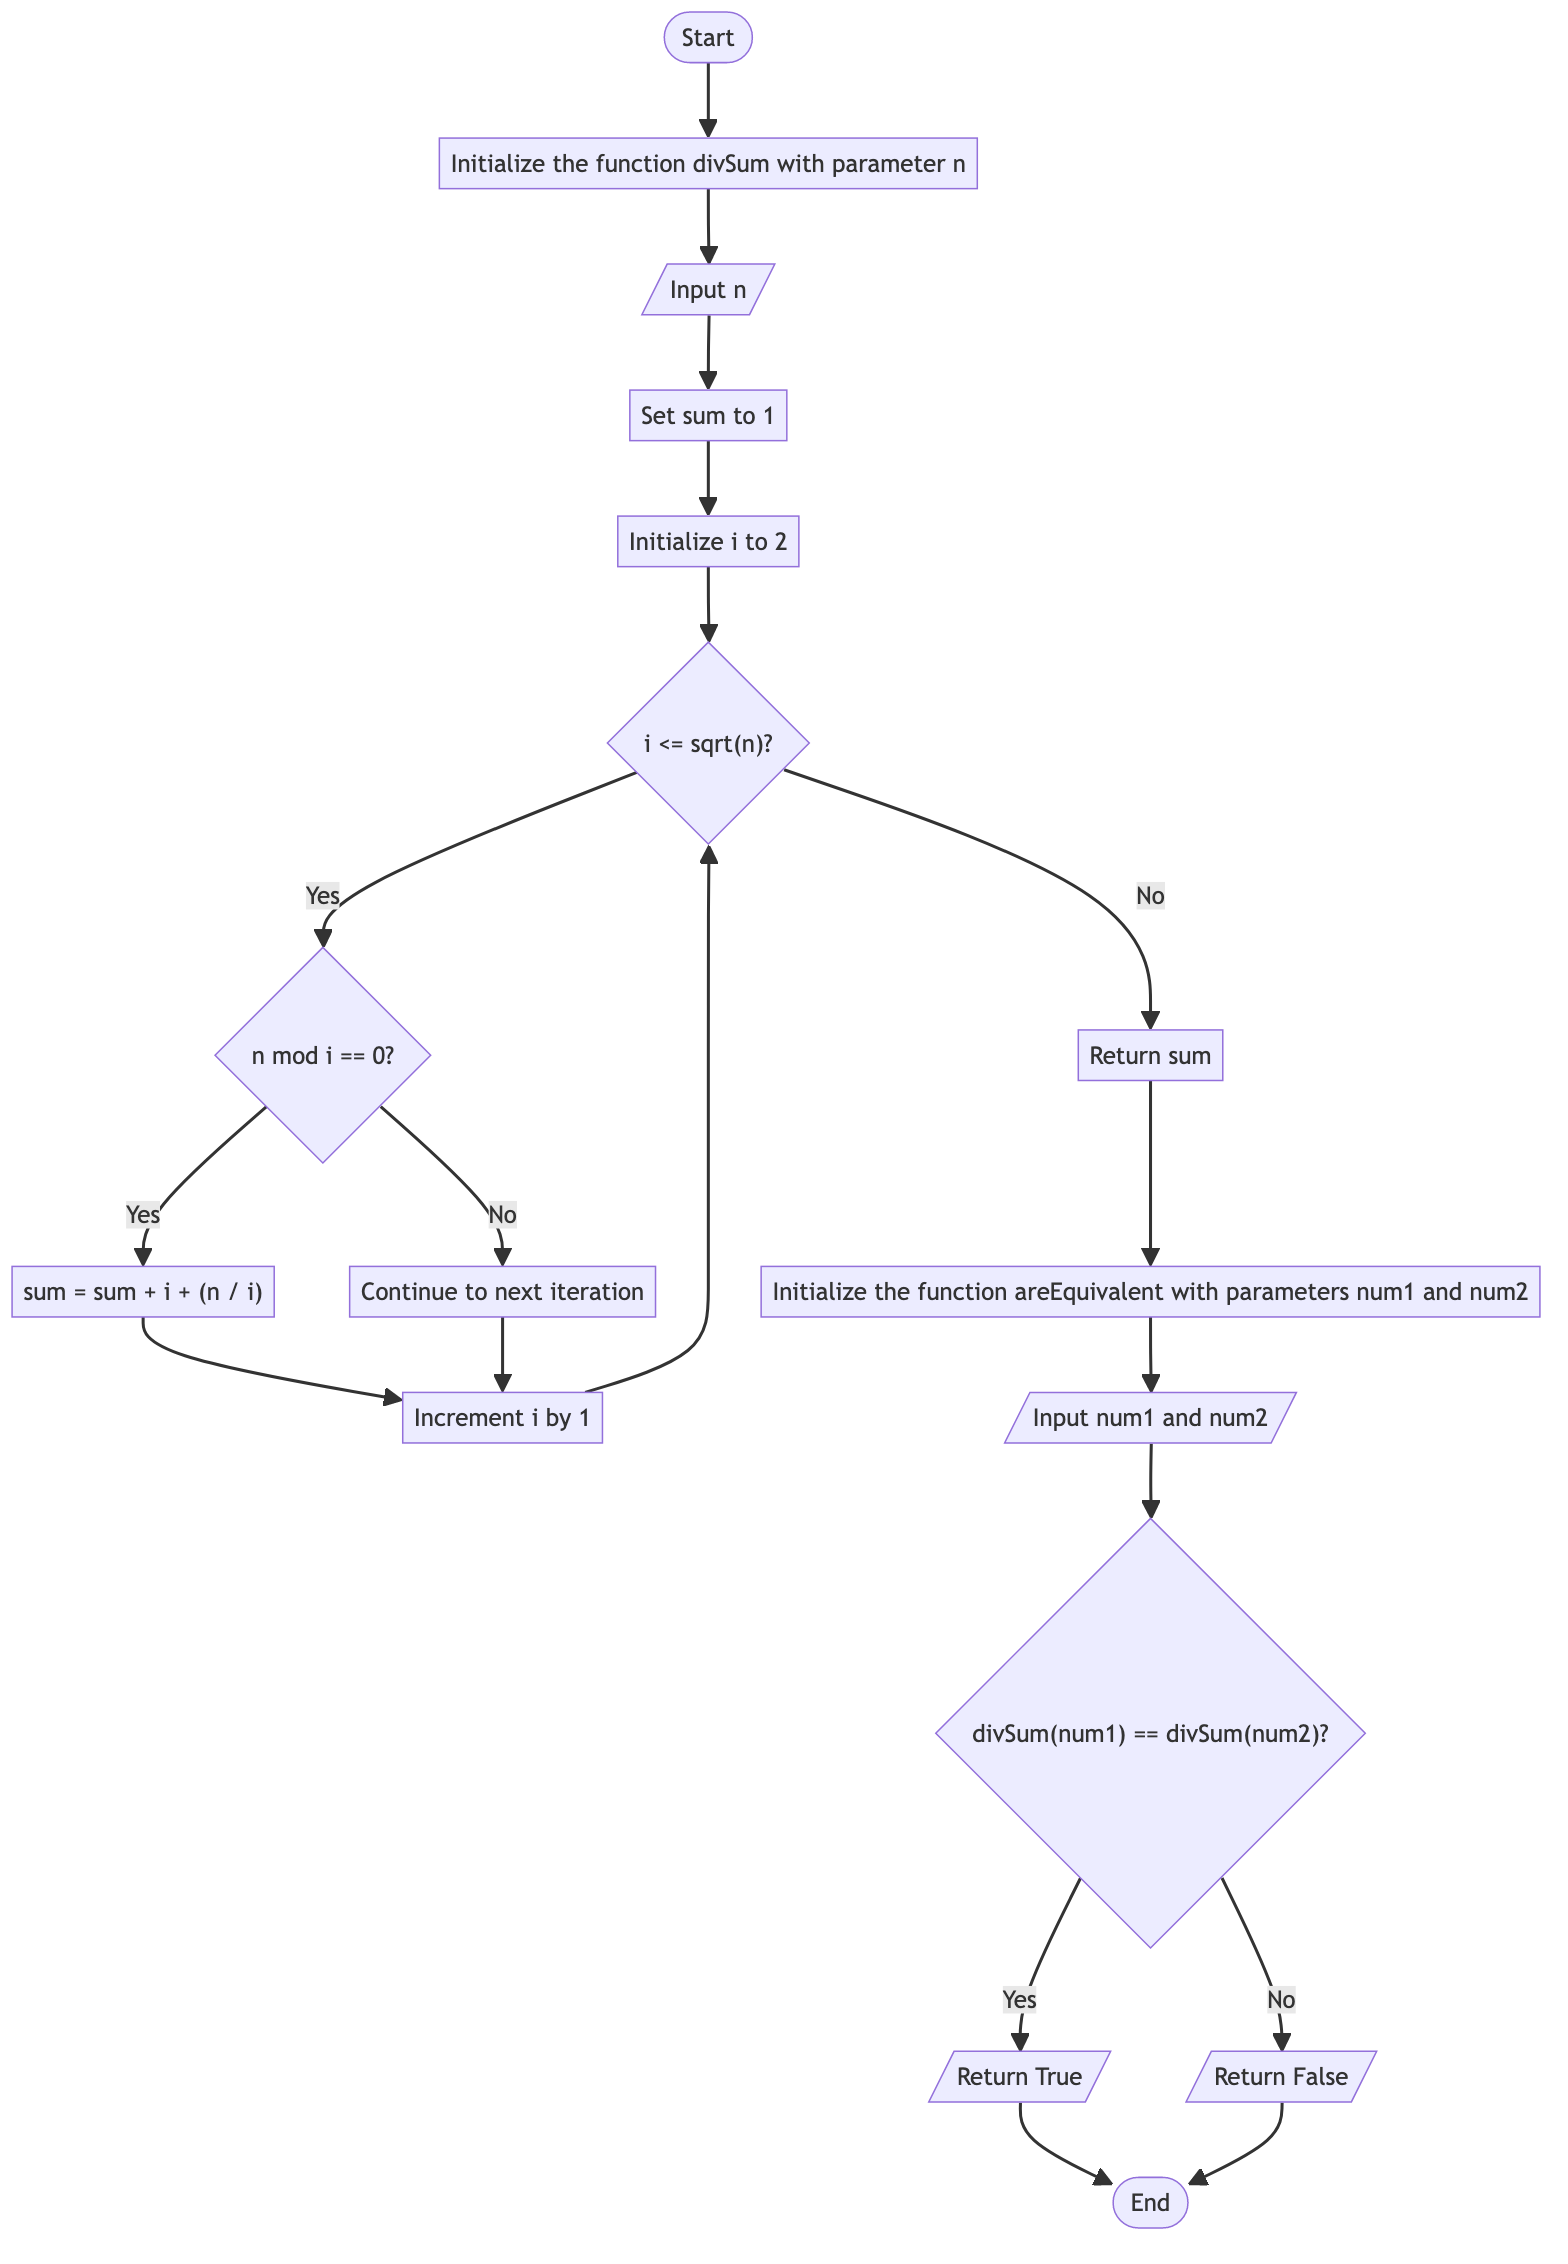 Start
Initialize the function divSum with parameter n
Input n
Set sum to 1
Initialize i to 2
i <= sqrt(n)?
Yes
No
n mod i == 0?
Return sum
Yes
No
sum = sum + i + (n / i)
Continue to next iteration
Initialize the function areEquivalent with parameters num1 and num2
Increment i by 1
Input num1 and num2
divSum(num1) == divSum(num2)?
Yes
No
Return True
Return False
End